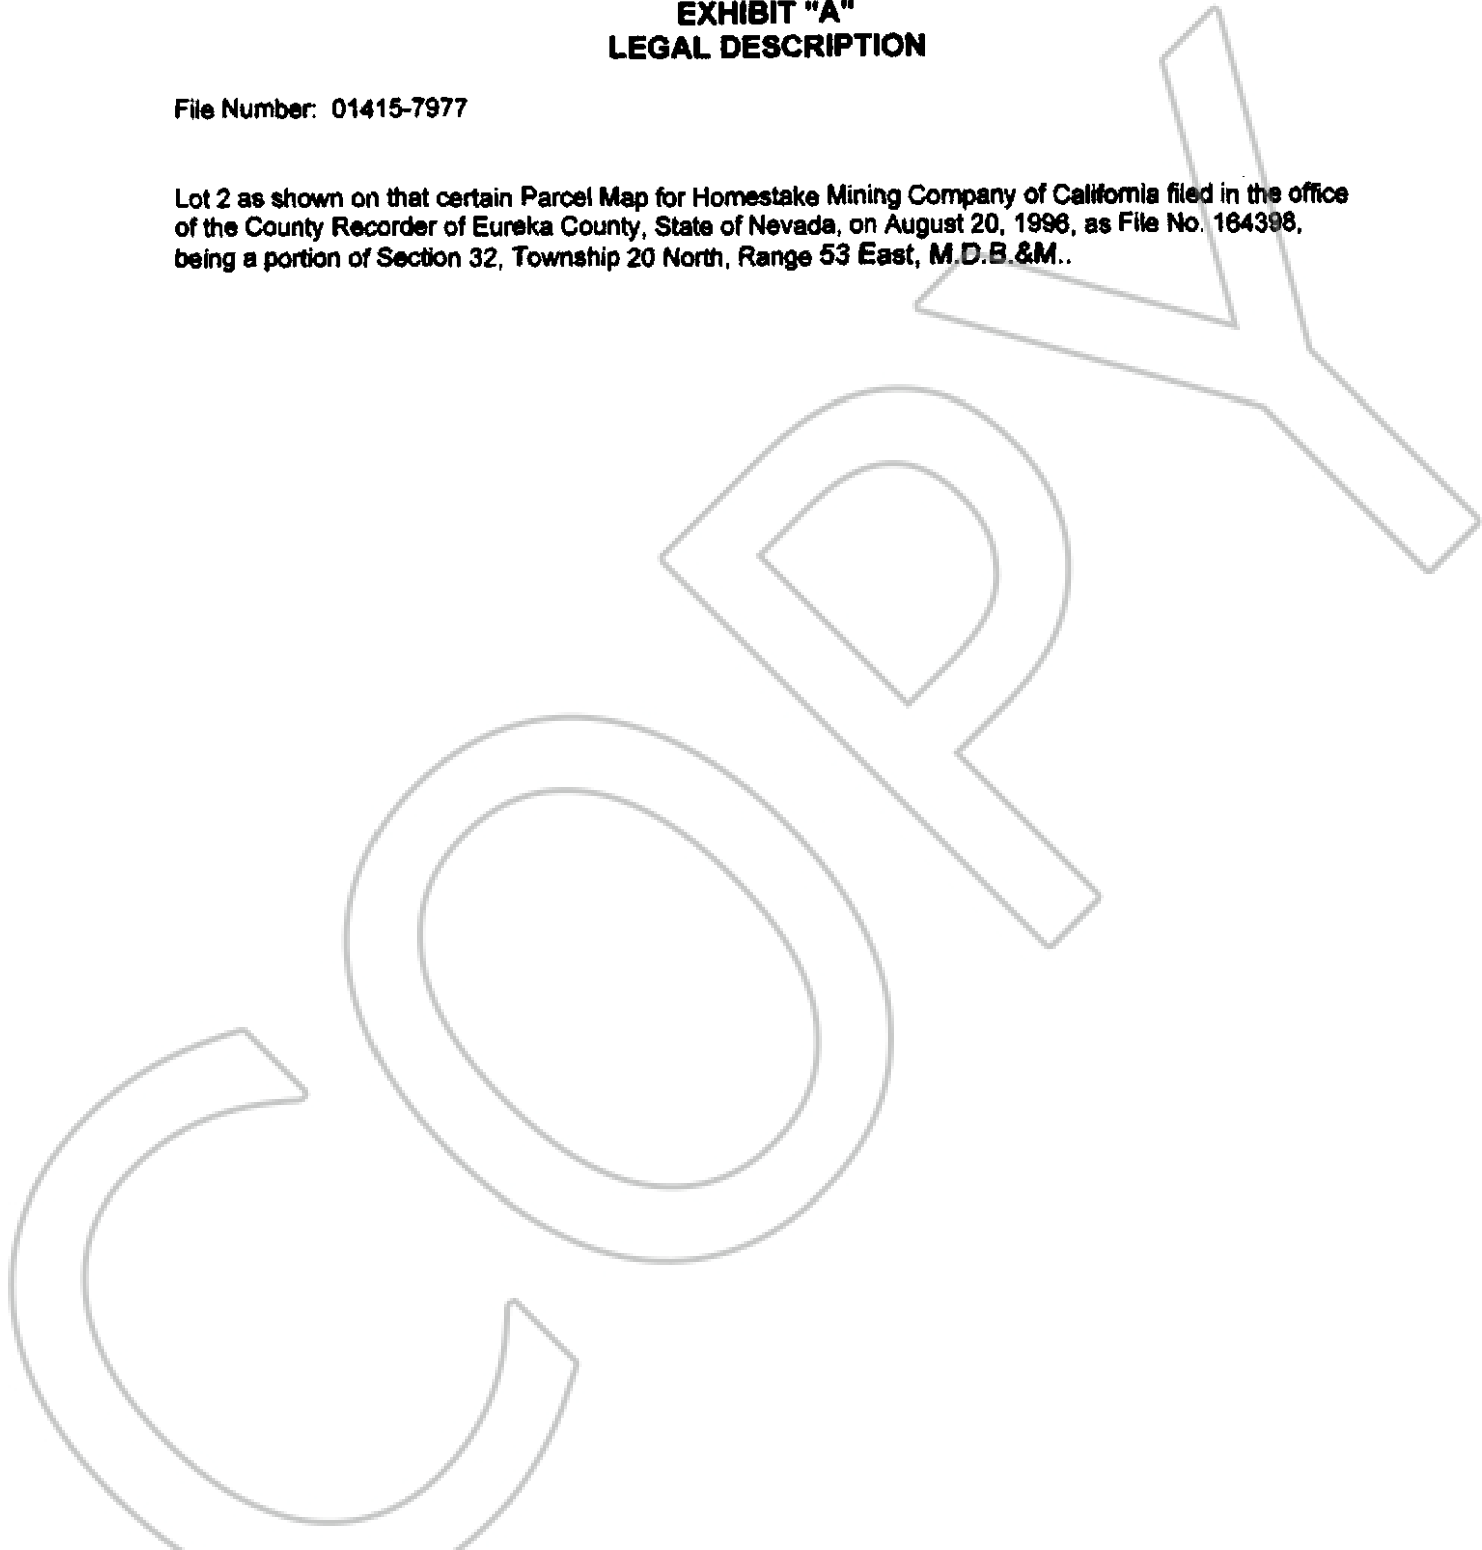 EXHIBIT "A"
LEGAL DESCRIPTION
File Number: 01415-7977
Lot 2 as shown on that certain Parcel Map for Homestake Mining Company of California filed in the office
of the County Recorder of Eureka County, State of Nevada, on August 20, 1996, as File No. 164398,
being a portion of Section 32, Township 20 North, Range 53 East, M.D.B.&M..
COPY